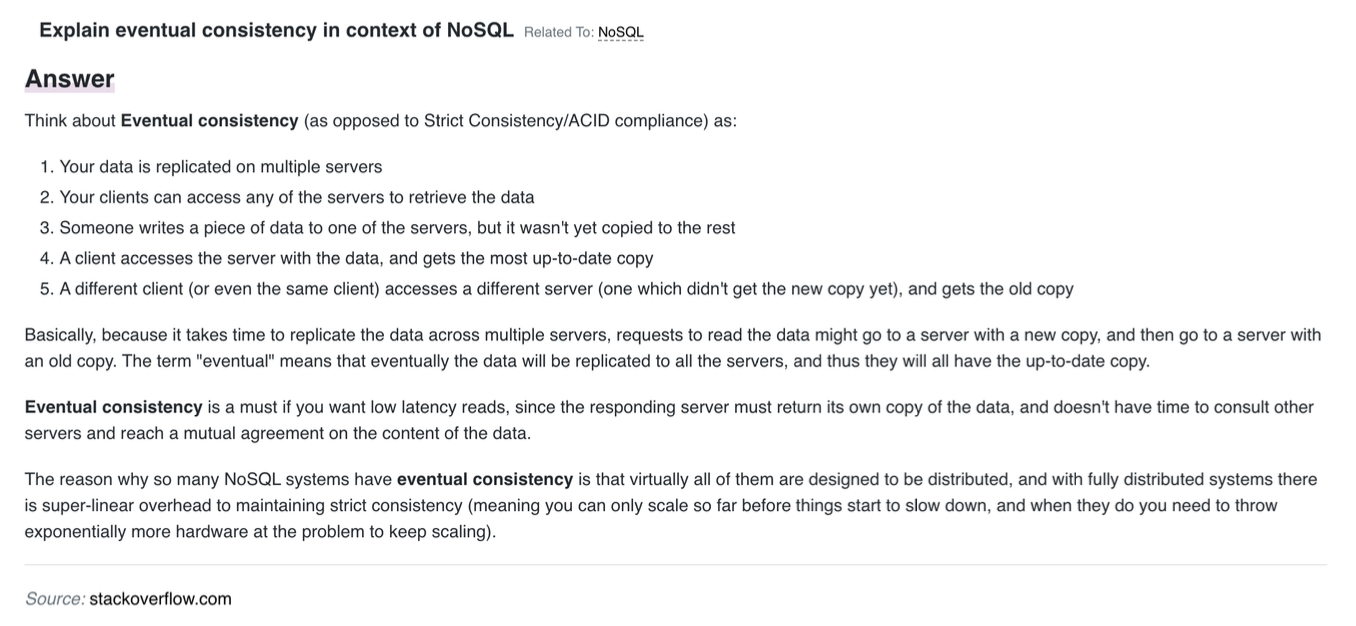 Explain eventual consistency in context of NoSQL Related To: NoSQL
Answer
Think about Eventual consistency (as opposed to Strict Consistency/ACID compliance) as:
1. Your data is replicated on multiple servers
2. Your clients can access any of the servers to retrieve the data
3. Someone writes a piece of data to one of the servers, but it wasn't yet copied to the rest
4. A client accesses the server with the data, and gets the most up-to-date copy
5. A different client (or even the same client) accesses a different server (one which didn't get the new copy yet), and gets the old copy
Basically, because it takes time to replicate the data across multiple servers, requests to read the data might go to a server with a new copy, and then go to a server with
an old copy. The term "eventual" means that eventually the data will be replicated to all the servers, and thus they will all have the up-to-date copy.
Eventual consistency is a must if you want low latency reads, since the responding server must return its own copy of the data, and doesn't have time to consult other
servers and reach a mutual agreement on the content of the data.
The reason why so many NoSQL systems have eventual consistency is that virtually all of them are designed to be distributed, and with fully distributed systems there
is super-linear overhead to maintaining strict consistency (meaning you can only scale so far before things start to slow down, and when they do you need to throw
exponentially more hardware at the problem to keep scaling).
Source: stackoverflow.com